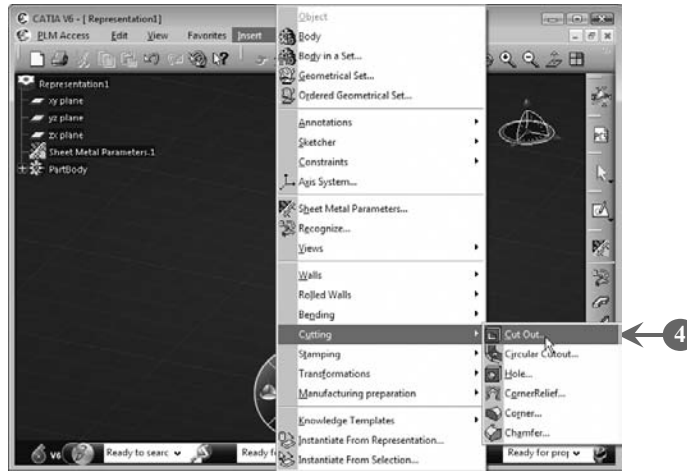 CATIA V6 - [ Representation1]
PLM Access Edit View Favorites Insert
Representation1
xy plane
yz plane
zx plane
Sheet Metal Parameters.1
PartBody
Object
Body
Body in a Set...
Geometrical Set...
Ordered Geometrical Set...
Annotations
Sketcher
Constraints
Axis System...
Sheet Metal Parameters...
Recognize...
Views
Walls
Rolled Walls
Bending
Cutting
Stamping
Transformations
Manufacturing preparation
Knowledge Templates
Instantiate From Representation...
Instantiate From Selection...
Cut Out...
Circular Cutout...
Hole...
CornerRelief...
Corner...
Chamfer...
4
V6 Ready to searc
Ready f
Ready for proj